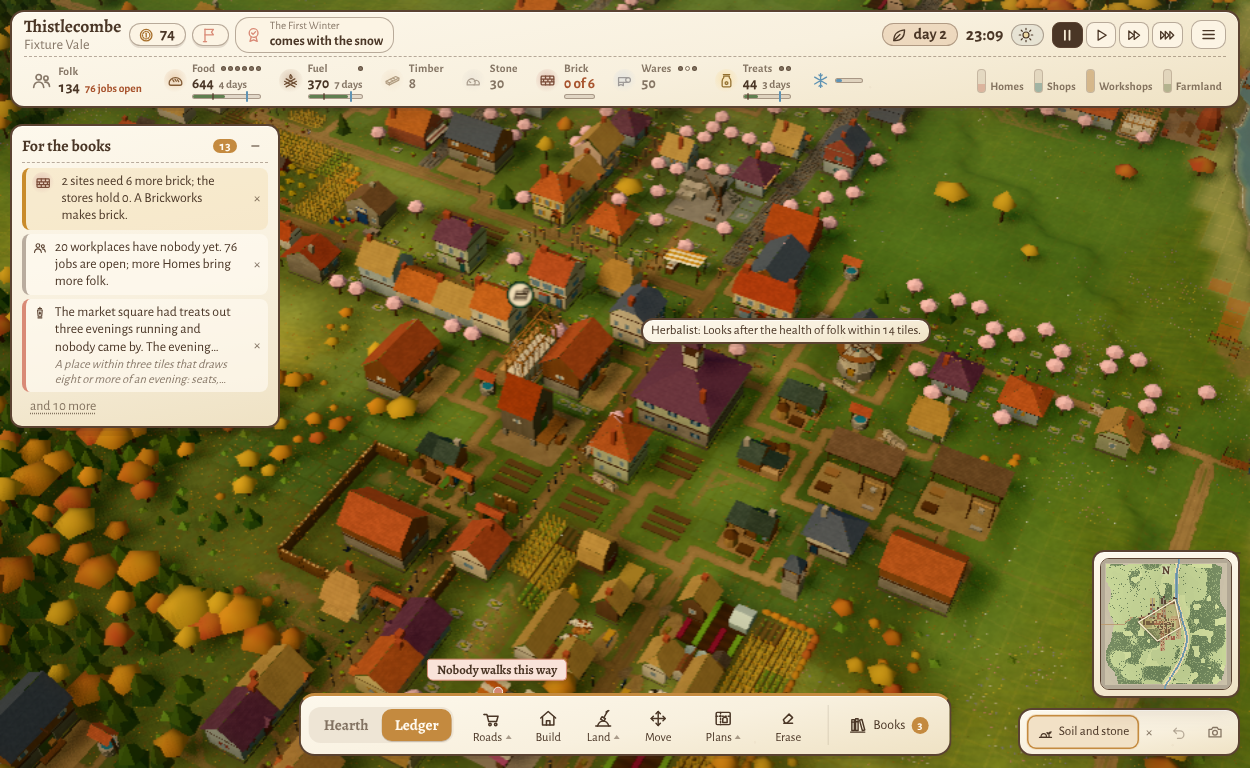 Thistlecombe
Fixture Vale
74
The First Winter
comes with the snow
day 2
23:09
Folk
134 76 jobs open
Food
644 4 days
Fuel
370 7 days
Timber
8
Stone
30
Brick
0 of 6
Wares
50
Treats
44 3 days
Homes
Shops
Workshops
Farmland
For the books
13
2 sites need 6 more brick; the
stores hold 0. A Brickworks
makes brick.
20 workplaces have nobody yet. 76
jobs are open; more Homes bring
more folk.
The market square had treats out
three evenings running and
nobody came by. The evening...
A place within three tiles that draws
eight or more of an evening: seats,...
and 10 more
Herbalist: Looks after the health of folk within 14 tiles.
Nobody walks this way
N
Hearth
Ledger
Roads
Build
Land
Move
Plans
Erase
Books 3
Soil and stone